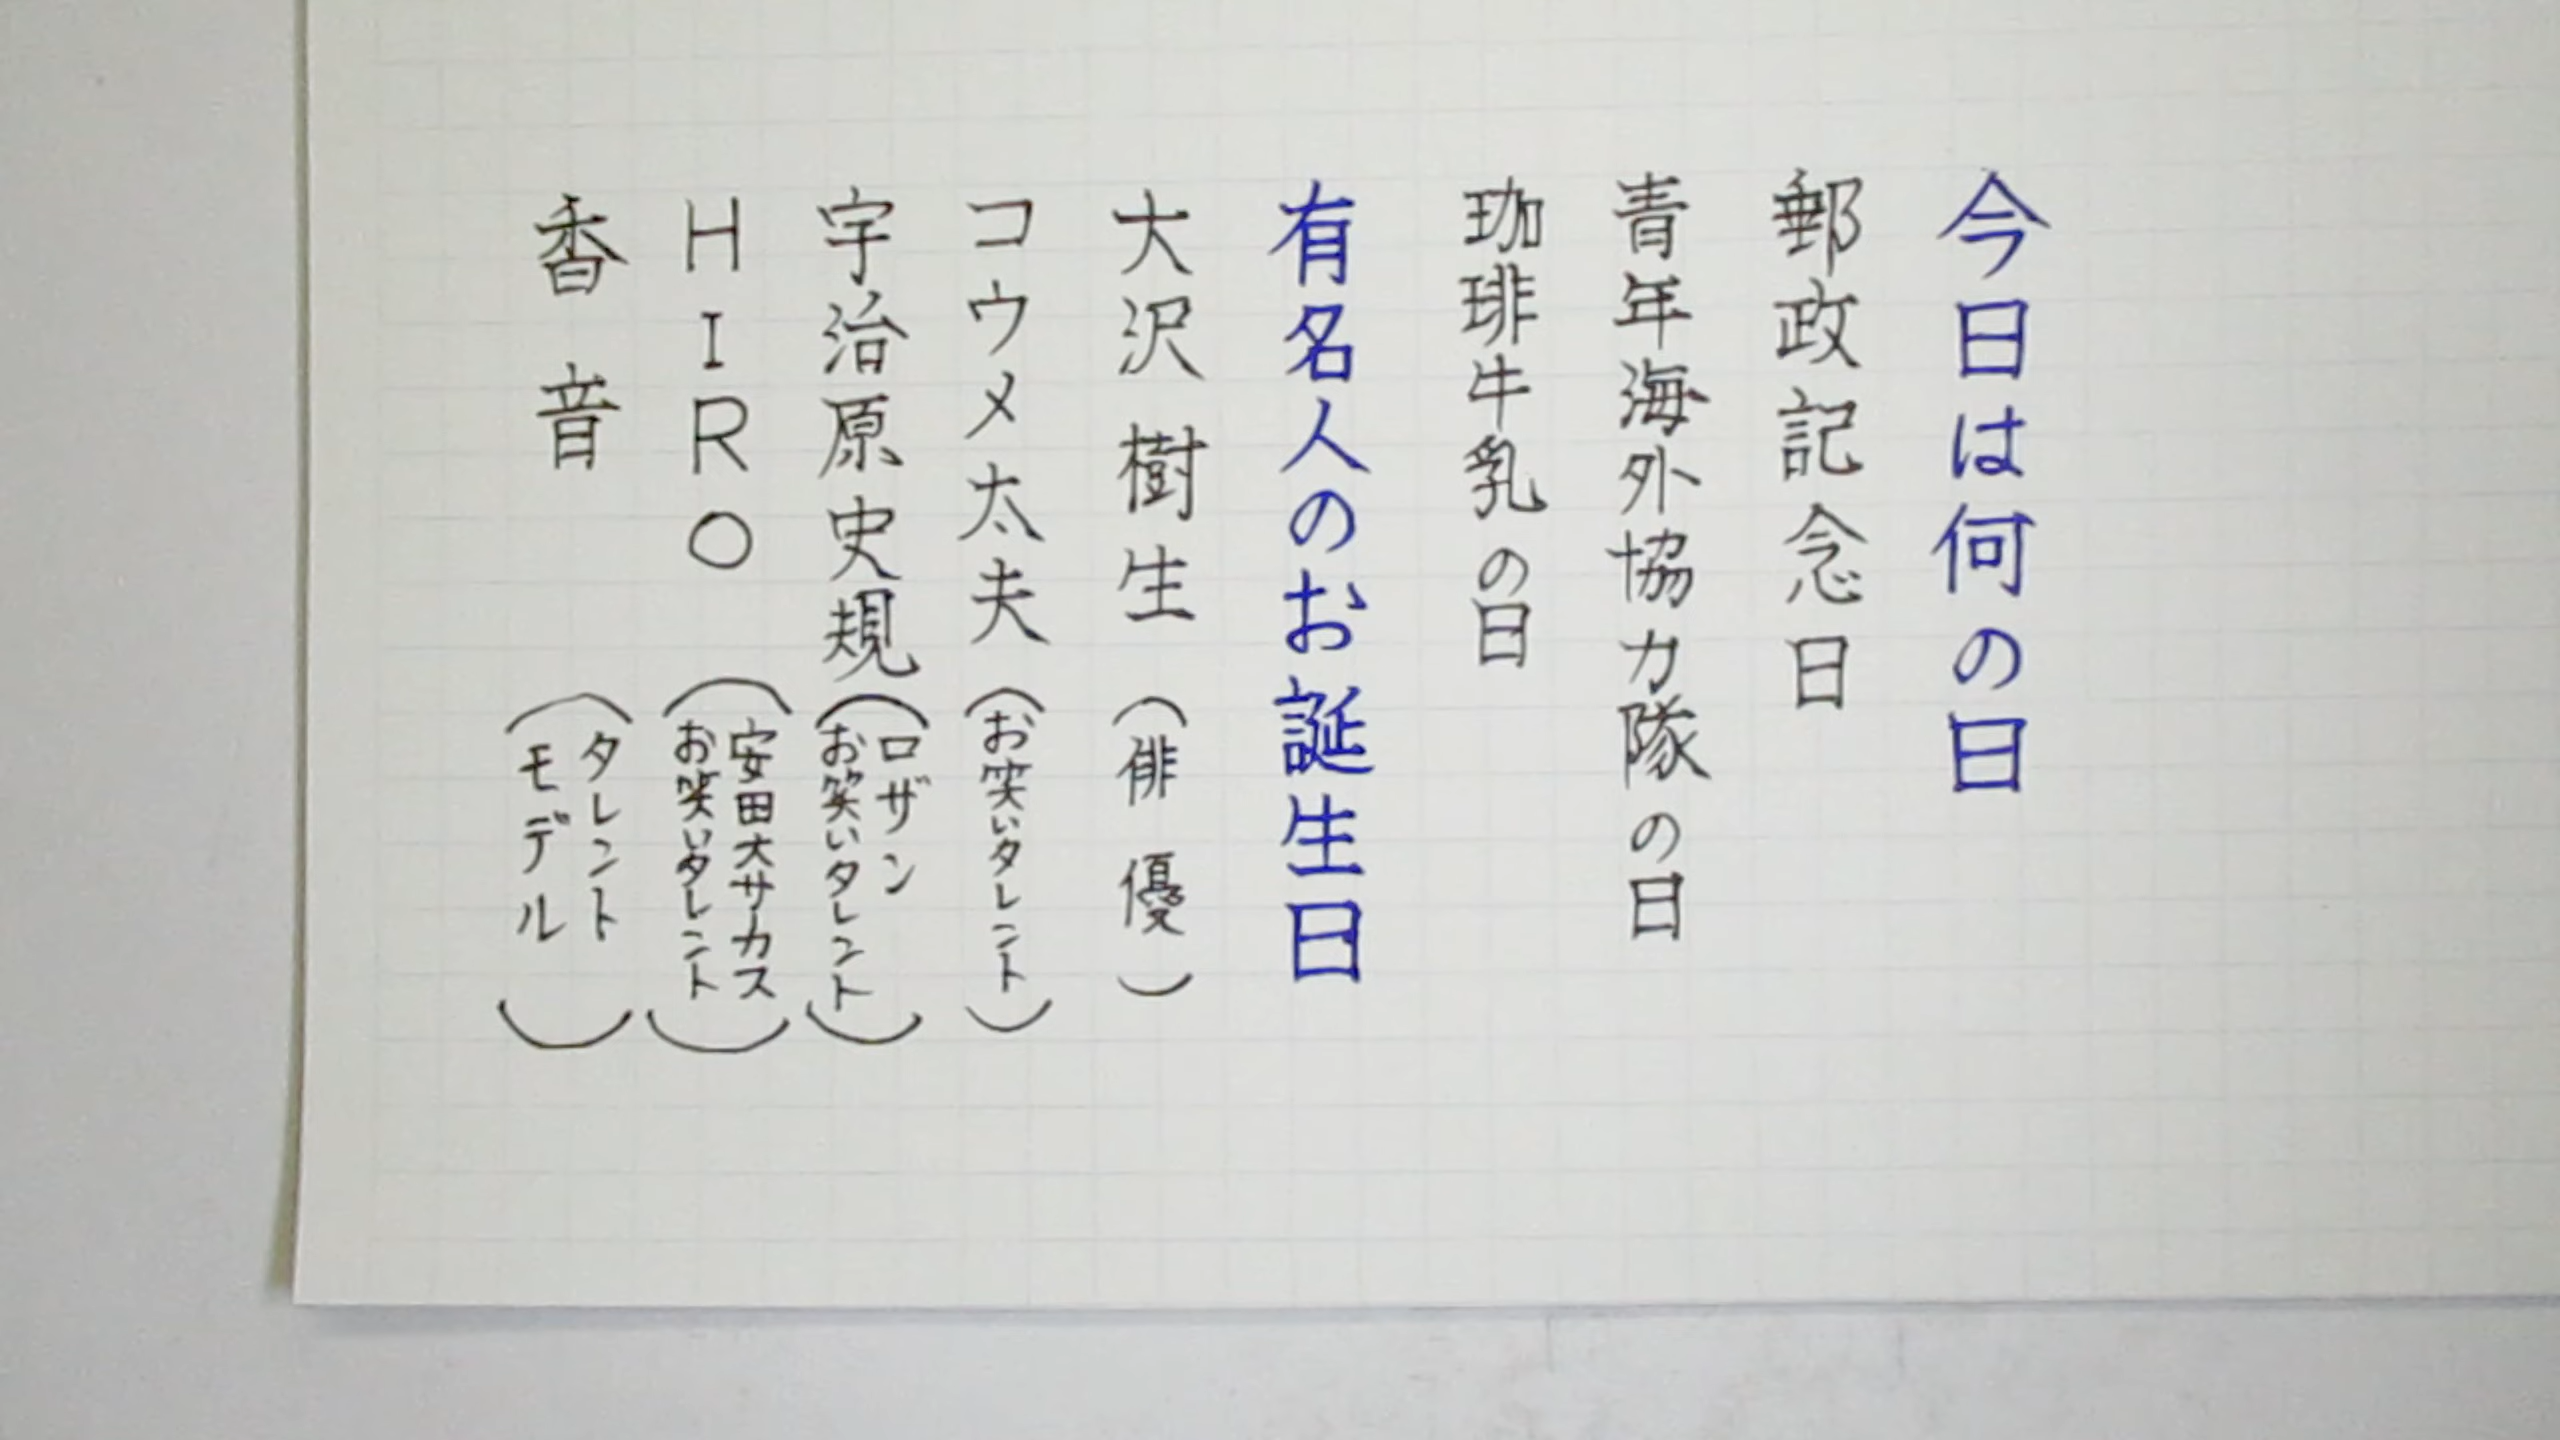 今日は何の日
郵政記念日
青年海外協力隊の日
珈琲牛乳の日
有名人のお誕生日
大沢樹生（俳優）
コウメ太夫（お笑いタレント）
宇治原史規（ロザン お笑いタレント）
HIRO（安田大サーカス お笑いタレント）
香音（タレント モデル）